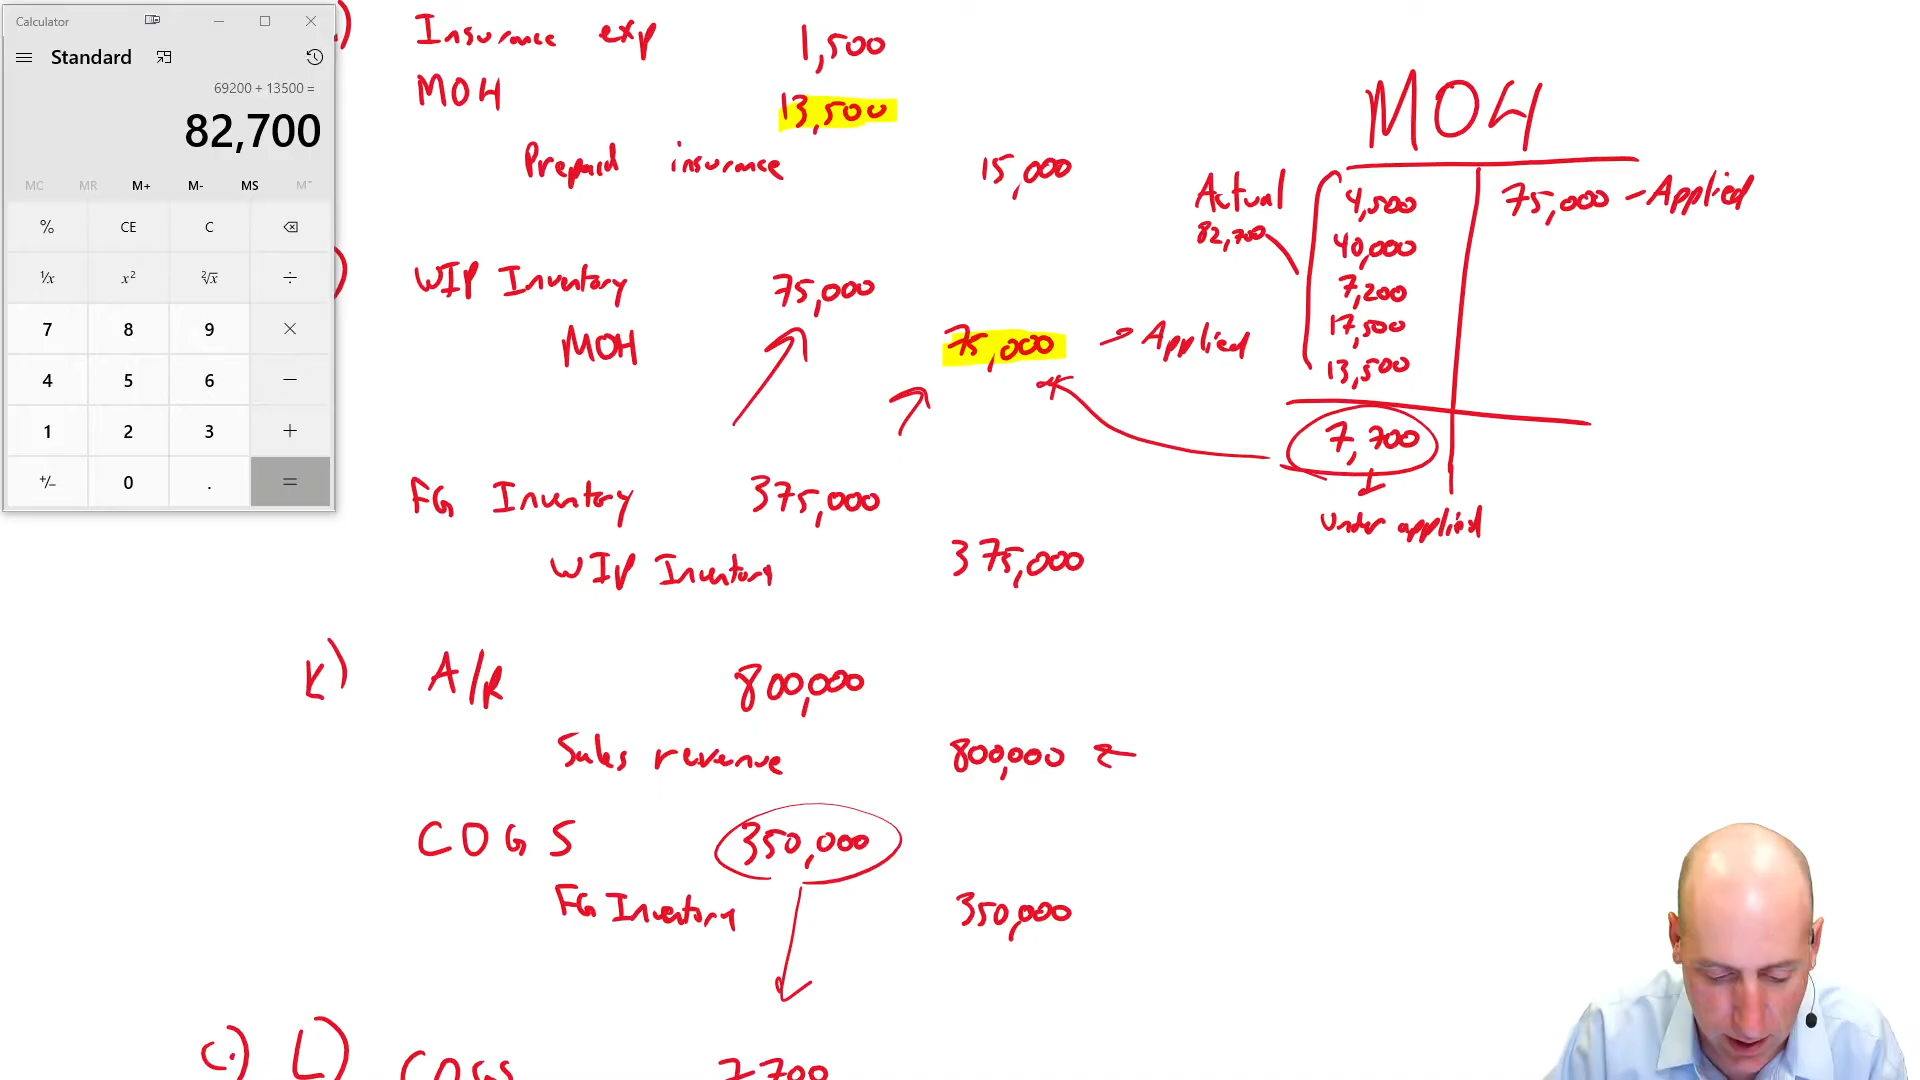 Calculator
Standard
69200 + 13500 =
82,700
MC MR M+ M- MS M˅
% CE C
¹/x x² ²√x ÷
7 8 9 ×
4 5 6 −
1 2 3 +
+/− 0 . =
)
Insurance exp 1,500
MOH 13,500
Prepaid insurance 15,000
)
WIP Inventory 75,000
MOH 75,000 → Applied
FG Inventory 375,000
WIP Inventory 375,000
K) A/R 800,000
Sales revenue 800,000 ←
COGS 350,000
FG Inventory 350,000
c.) L) COGS 7700
MOH
Actual
82,700
4,500 75,000 - Applied
40,000
7,200
17,500
13,500
7,700
Under applied